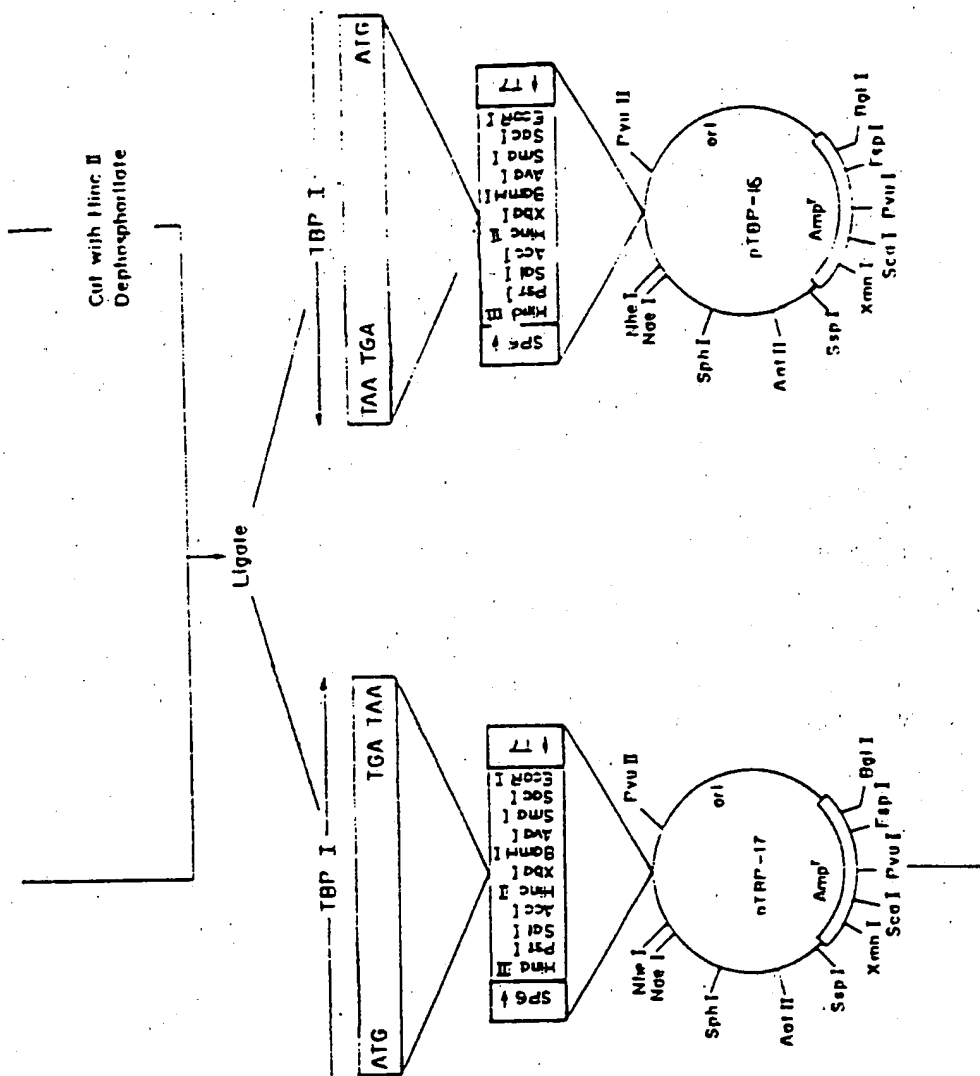 Cut with Hinc II
Dephosphorilate
Ligate
TBP I
ATG TGA TAA
SP6
Hind III
Pst I
Sal I
Acc I
Hinc II
Xba I
BamH I
Ava I
Sma I
Sac I
EcoR I
T7
Pvu II
Nhe I
Nae I
Sph I
Aat II
Ssp I
Xmn I
Sca I
Pvu I
Fsp I
Bgl I
ori
Ampr
pTBP-17
TBP I
TAA TGA ATG
SP6
Hind III
Pst I
Sal I
Acc I
Hinc II
Xba I
BamH I
Ava I
Sma I
Sac I
EcoR I
T7
Pvu II
Nhe I
Nae I
Sph I
Aat II
Ssp I
Xmn I
Sca I
Pvu I
Fsp I
Bgl I
ori
Ampr
pTBP-16